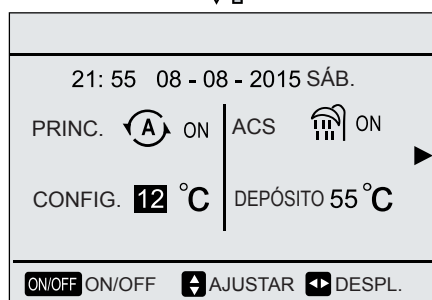 21: 55 08 - 08 - 2015 SÁB.
PRINC. A ON ACS ON
CONFIG. 12 °C DEPÓSITO 55 °C
ON/OFF ON/OFF AJUSTAR DESPL.